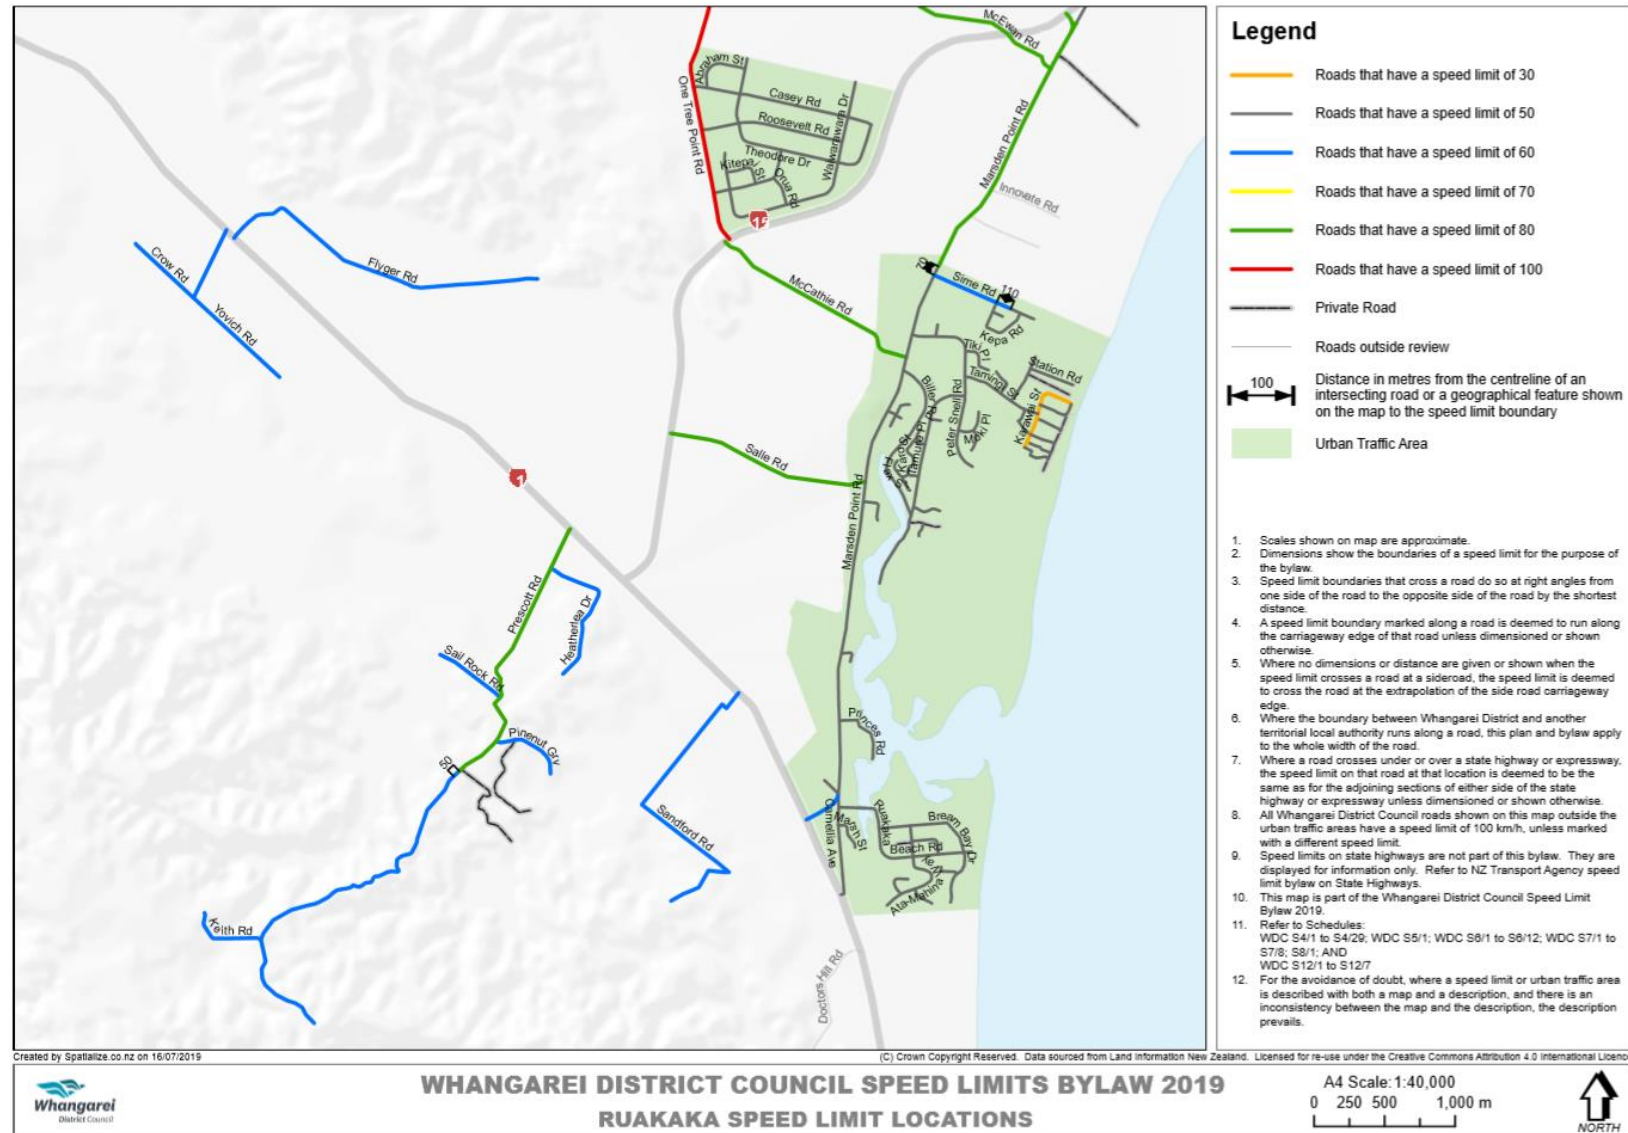 McEwan Rd
Abraham St
Casey Rd
Roosevelt Rd
Waiwarawara Dr
One Tree Point Rd
Theodore Dr
Kitepa St
Orua Rd
15
Marsden Point Rd
Innovate Rd
Crow Rd
Flyger Rd
Yovich Rd
McCathie Rd
Sime Rd
110
Kepa Rd
Tiki Pl
Station Rd
Taminga St
Karawai St
Peter Snell Rd
Moki Pl
Karo St
Tamure Pl
Salle Rd
1
Marsden Point Rd
Prescott Rd
Heatherlea Dr
Sail Rock Rd
Pinenut Grv
50
Princes Rd
Sandford Rd
Camellia Ave
Marsh St
Ruakaka
Beach Rd
Bream Bay Dr
Ata-Mahina
Keith Rd
Doctors Hill Rd
Legend
Roads that have a speed limit of 30
Roads that have a speed limit of 50
Roads that have a speed limit of 60
Roads that have a speed limit of 70
Roads that have a speed limit of 80
Roads that have a speed limit of 100
Private Road
Roads outside review
100
Distance in metres from the centreline of an
intersecting road or a geographical feature shown
on the map to the speed limit boundary
Urban Traffic Area
1. Scales shown on map are approximate.
2. Dimensions show the boundaries of a speed limit for the purpose of
the bylaw.
3. Speed limit boundaries that cross a road do so at right angles from
one side of the road to the opposite side of the road by the shortest
distance.
4. A speed limit boundary marked along a road is deemed to run along
the carriageway edge of that road unless dimensioned or shown
otherwise.
5. Where no dimensions or distance are given or shown when the
speed limit crosses a road at a sideroad, the speed limit is deemed
to cross the road at the extrapolation of the side road carriageway
edge.
6. Where the boundary between Whangarei District and another
territorial local authority runs along a road, this plan and bylaw apply
to the whole width of the road.
7. Where a road crosses under or over a state highway or expressway,
the speed limit on that road at that location is deemed to be the
same as for the adjoining sections of either side of the state
highway or expressway unless dimensioned or shown otherwise.
8. All Whangarei District Council roads shown on this map outside the
urban traffic areas have a speed limit of 100 km/h, unless marked
with a different speed limit.
9. Speed limits on state highways are not part of this bylaw. They are
displayed for information only. Refer to NZ Transport Agency speed
limit bylaw on State Highways.
10. This map is part of the Whangarei District Council Speed Limit
Bylaw 2019.
11. Refer to Schedules:
WDC S4/1 to S4/29; WDC S5/1; WDC S6/1 to S6/12; WDC S7/1 to
S7/8; S8/1; AND
WDC S12/1 to S12/7
12. For the avoidance of doubt, where a speed limit or urban traffic area
is described with both a map and a description, and there is an
inconsistency between the map and the description, the description
prevails.
Created by Spatialize.co.nz on 16/07/2019
(C) Crown Copyright Reserved. Data sourced from Land Information New Zealand. Licensed for re-use under the Creative Commons Attribution 4.0 International Licence
Whangarei
District Council
WHANGAREI DISTRICT COUNCIL SPEED LIMITS BYLAW 2019
RUAKAKA SPEED LIMIT LOCATIONS
A4 Scale: 1:40,000
0 250 500 1,000 m
NORTH